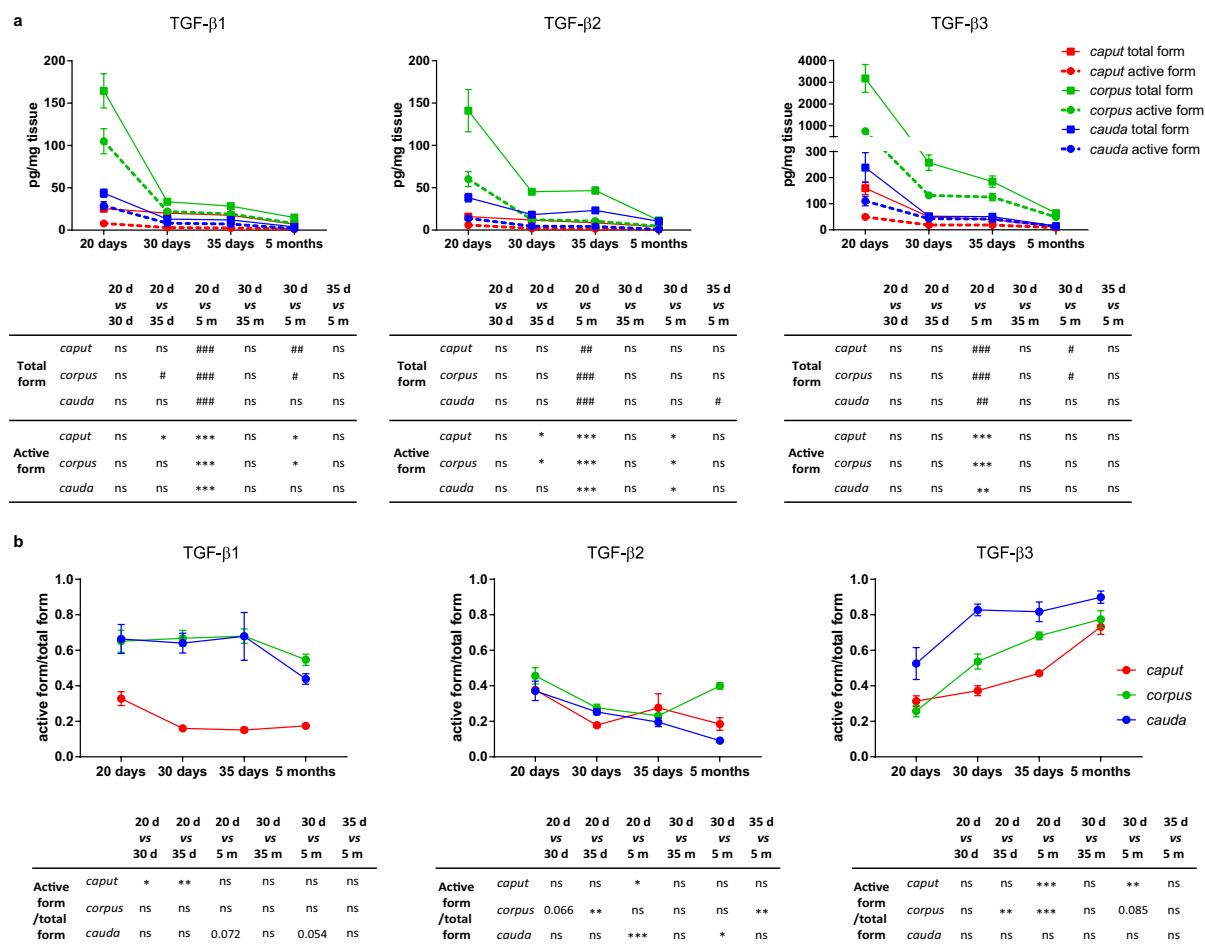 a
TGF-β1
TGF-β2
TGF-β3
pg/mg tissue
200
150
100
50
0
20 days 30 days 35 days 5 months
pg/mg tissue
200
150
100
50
0
20 days 30 days 35 days 5 months
pg/mg tissue
4000
3000
2000
1000
300
200
100
0
20 days 30 days 35 days 5 months
caput total form
caput active form
corpus total form
corpus active form
cauda total form
cauda active form
20 d 20 d 20 d 30 d 30 d 35 d
vs vs vs vs vs vs
30 d 35 d 5 m 35 m 5 m 5 m
Total form
caput ns ns ### ns ## ns
corpus ns # ### ns # ns
cauda ns ns ### ns ns ns
Active form
caput ns * *** ns * ns
corpus ns ns *** ns * ns
cauda ns ns *** ns ns ns
20 d 20 d 20 d 30 d 30 d 35 d
vs vs vs vs vs vs
30 d 35 d 5 m 35 m 5 m 5 m
Total form
caput ns ns ## ns ns ns
corpus ns ns ### ns ns ns
cauda ns ns ### ns ns #
Active form
caput ns * *** ns * ns
corpus ns * *** ns * ns
cauda ns ns *** ns * ns
20 d 20 d 20 d 30 d 30 d 35 d
vs vs vs vs vs vs
30 d 35 d 5 m 35 m 5 m 5 m
Total form
caput ns ns ### ns # ns
corpus ns ns ### ns # ns
cauda ns ns ## ns ns ns
Active form
caput ns ns *** ns ns ns
corpus ns ns *** ns ns ns
cauda ns ns ** ns ns ns
b
TGF-β1
TGF-β2
TGF-β3
active form/total form
1.0
0.8
0.6
0.4
0.2
0.0
20 days 30 days 35 days 5 months
active form/total form
1.0
0.8
0.6
0.4
0.2
0.0
20 days 30 days 35 days 5 months
active form/total form
1.0
0.8
0.6
0.4
0.2
0.0
20 days 30 days 35 days 5 months
caput
corpus
cauda
20 d 20 d 20 d 30 d 30 d 35 d
vs vs vs vs vs vs
30 d 35 d 5 m 35 m 5 m 5 m
Active form /total form
caput * ** ns ns ns ns
corpus ns ns ns ns ns ns
cauda ns ns 0.072 ns 0.054 ns
20 d 20 d 20 d 30 d 30 d 35 d
vs vs vs vs vs vs
30 d 35 d 5 m 35 m 5 m 5 m
Active form /total form
caput ns ns * ns ns ns
corpus 0.066 ** ns ns ns **
cauda ns ns *** ns * ns
20 d 20 d 20 d 30 d 30 d 35 d
vs vs vs vs vs vs
30 d 35 d 5 m 35 m 5 m 5 m
Active form /total form
caput ns ns *** ns ** ns
corpus ns ** *** ns 0.085 ns
cauda ns ns ns ns ns ns